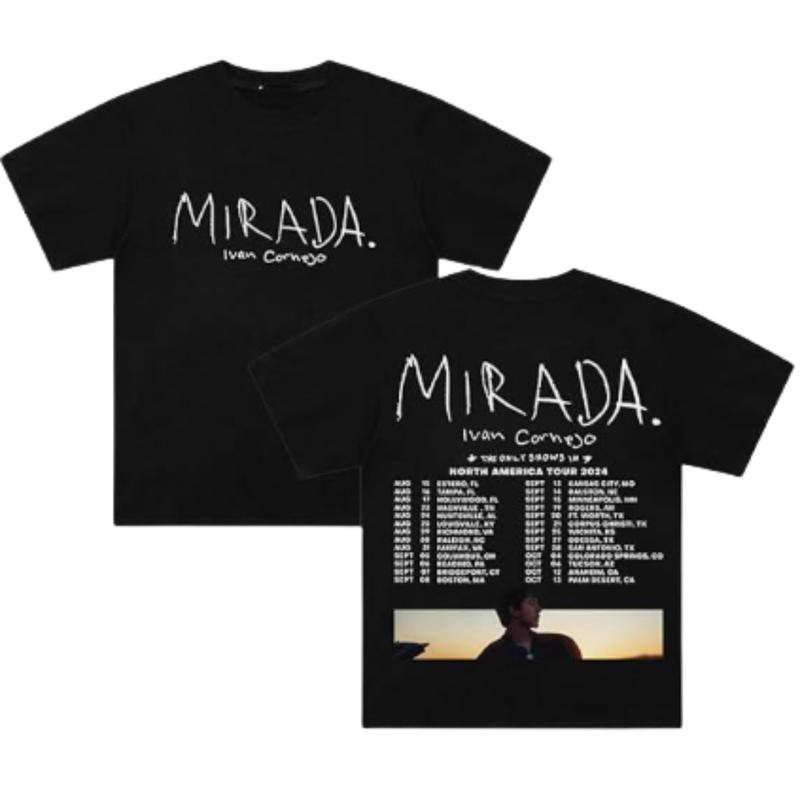 MIRADA.
Ivan Cornejo
MIRADA.
Ivan Cornejo
THE ONLY SHOWS IN
NORTH AMERICA TOUR 2024
AUG 15 ESTERO, FL
AUG 16 TAMPA, FL
AUG 17 HOLLYWOOD, FL
AUG 23 NASHVILLE, TN
AUG 24 HUNTSVILLE, AL
AUG 25 LOUISVILLE, KY
AUG 29 RICHMOND, VA
AUG 30 RALEIGH, NC
AUG 31 FAIRFAX, VA
SEPT 05 COLUMBUS, OH
SEPT 06 READING, PA
SEPT 07 BRIDGEPORT, CT
SEPT 08 BOSTON, MA
SEPT 13 KANSAS CITY, MO
SEPT 14 RALSTON, NE
SEPT 15 MINNEAPOLIS, MN
SEPT 19 ROGERS, AR
SEPT 20 FT. WORTH, TX
SEPT 21 CORPUS CHRISTI, TX
SEPT WICHITA, KS
SEPT 27 ODESSA, TX
SEPT 28 SAN ANTONIO, TX
OCT 04 COLORADO SPRINGS, CO
OCT TUCSON, AZ
OCT 12 ANAHEIM, CA
OCT 13 PALM DESERT, CA